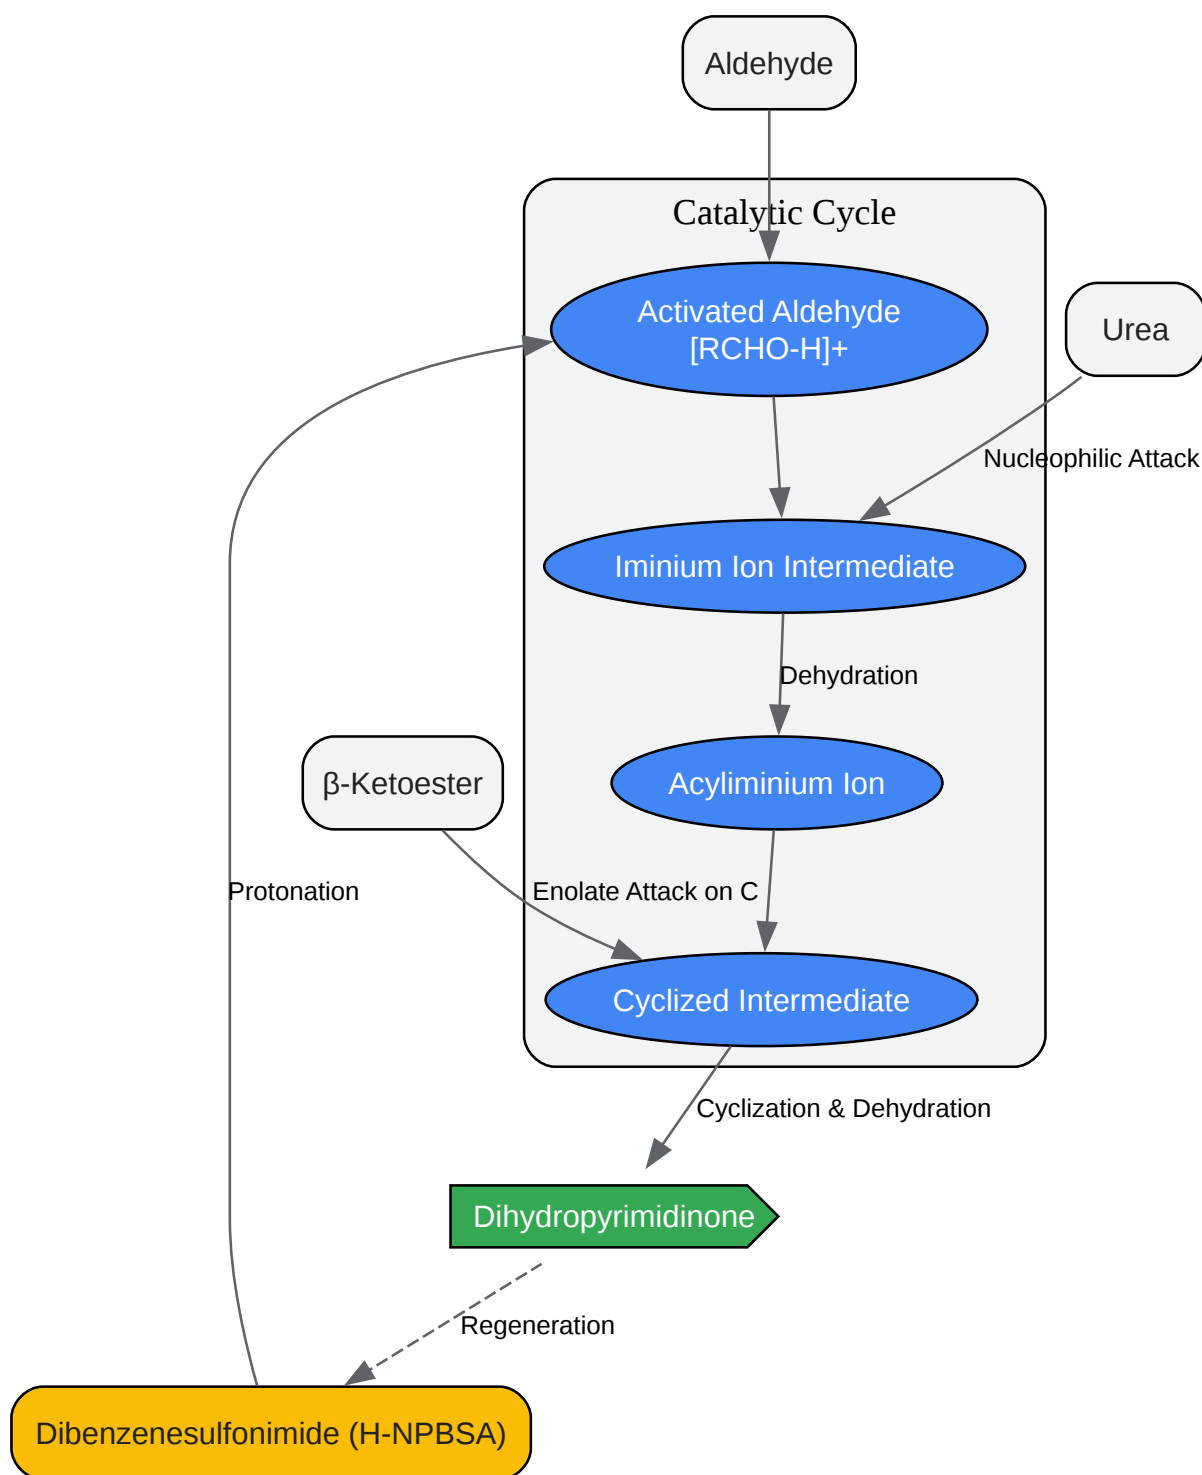 Aldehyde
Catalytic Cycle
Activated Aldehyde
[RCHO-H]+
Urea
Nucleophilic Attack
Iminium Ion Intermediate
Dehydration
β-Ketoester
Acyliminium Ion
Protonation
Enolate Attack on C
Cyclized Intermediate
Cyclization & Dehydration
Dihydropyrimidinone
Regeneration
Dibenzenesulfonimide (H-NPBSA)